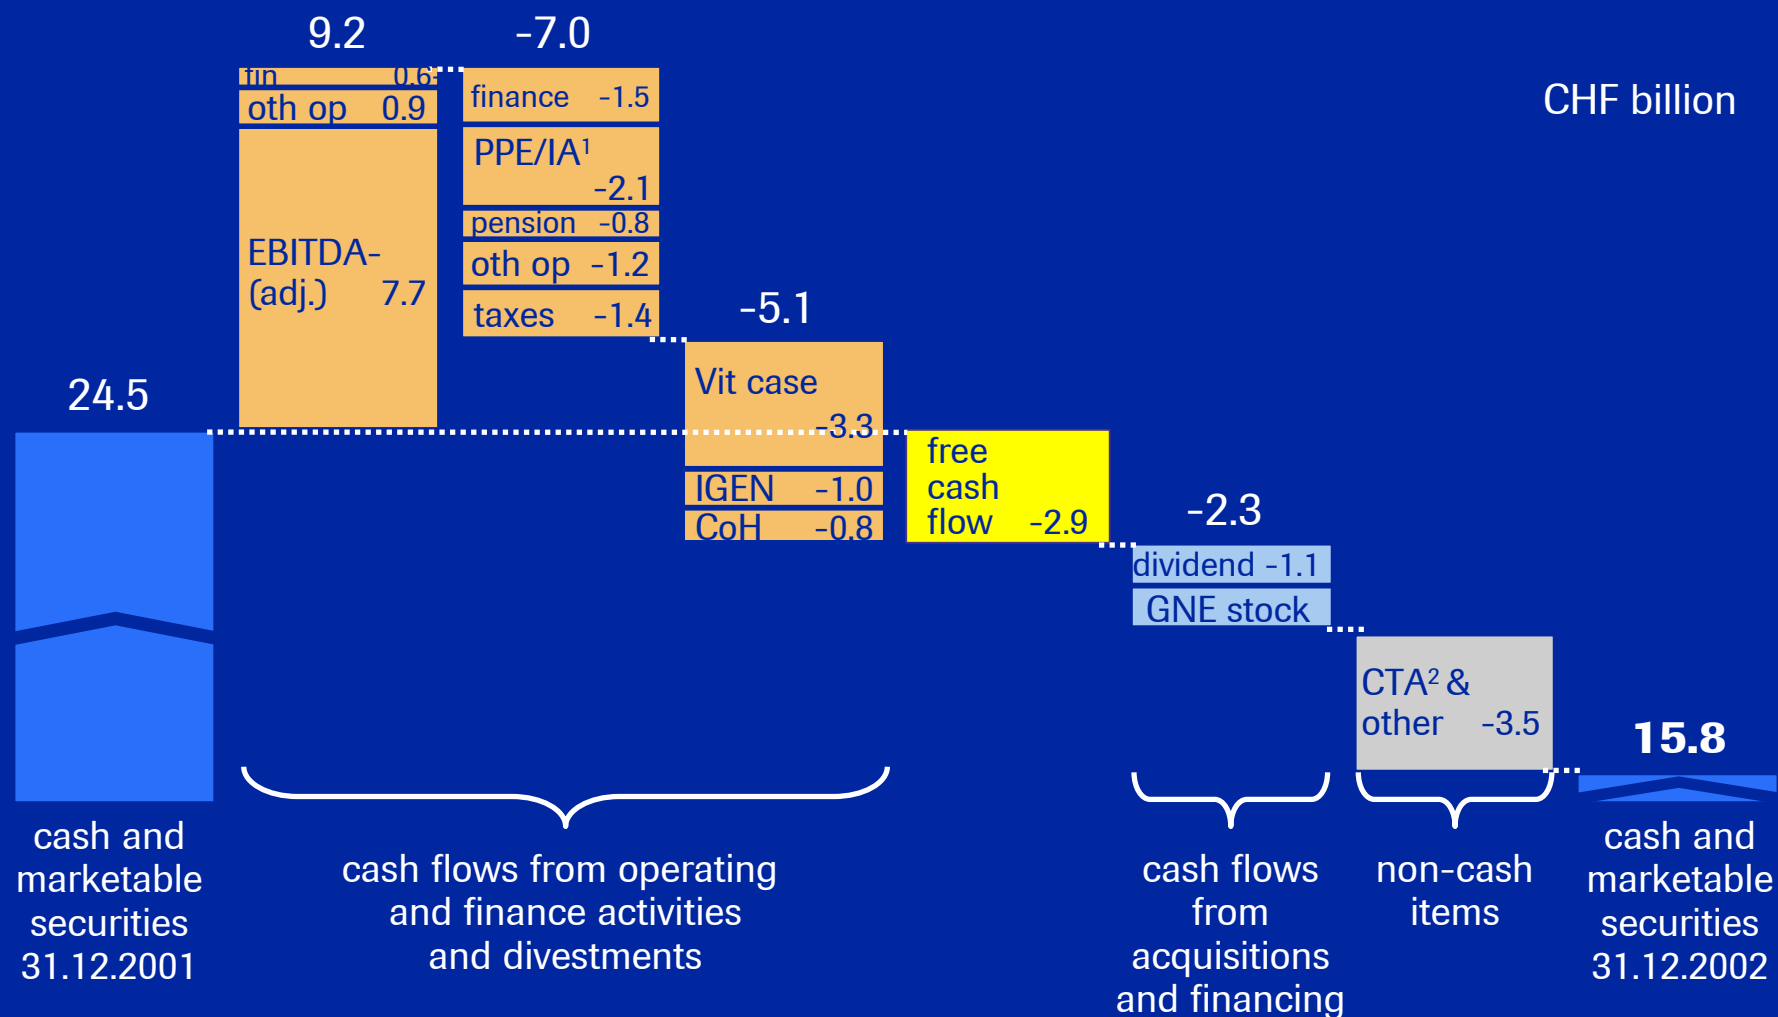 CHF billion
24.5
9.2
fin 0.6
oth op 0.9
EBITDA-
(adj.) 7.7
-7.0
finance -1.5
PPE/IA¹
-2.1
pension -0.8
oth op -1.2
taxes -1.4
-5.1
Vit case
-3.3
IGEN -1.0
CoH -0.8
free
cash
flow -2.9
-2.3
dividend -1.1
GNE stock
CTA² &
other -3.5
15.8
cash and
marketable
securities
31.12.2001
cash flows from operating
and finance activities
and divestments
cash flows
from
acquisitions
and financing
non-cash
items
cash and
marketable
securities
31.12.2002